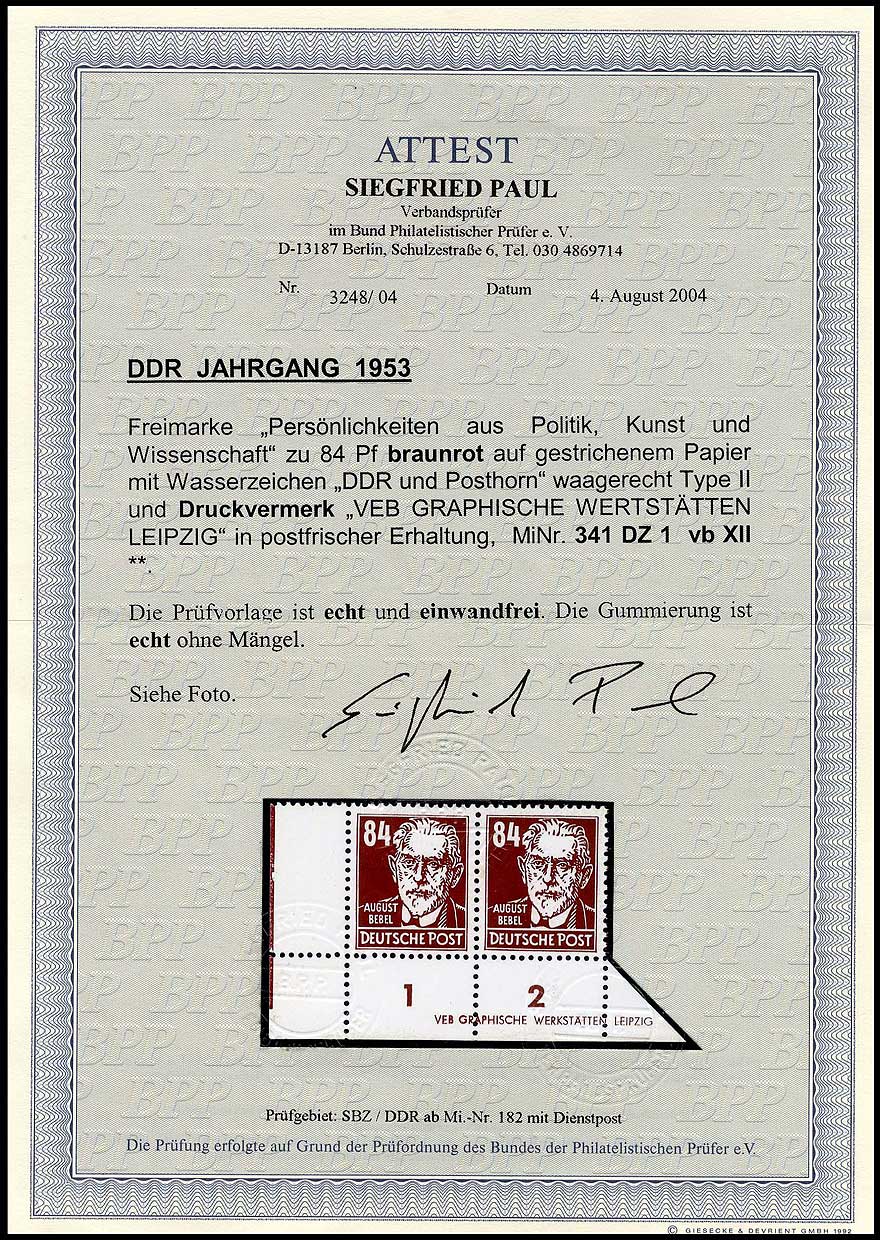 ATTEST
SIEGFRIED PAUL
Verbandsprüfer
im Bund Philatelistischer Prüfer e. V.
D-13187 Berlin, Schulzestraße 6, Tel. 030 4869714
Nr. 3248/ 04 Datum 4. August 2004
DDR JAHRGANG 1953
Freimarke „Persönlichkeiten aus Politik, Kunst und
Wissenschaft“ zu 84 Pf braunrot auf gestrichenem Papier
mit Wasserzeichen „DDR und Posthorn“ waagerecht Type II
und Druckvermerk „VEB GRAPHISCHE WERTSTÄTTEN
LEIPZIG“ in postfrischer Erhaltung, MiNr. 341 DZ 1 vb XII
**.
Die Prüfvorlage ist echt und einwandfrei. Die Gummierung ist
echt ohne Mängel.
Siehe Foto.
Siegfried Paul
84 84
AUGUST BEBEL AUGUST BEBEL
DEUTSCHE POST DEUTSCHE POST
1 2
VEB GRAPHISCHE WERKSTÄTTEN LEIPZIG
Prüfgebiet: SBZ / DDR ab Mi.-Nr. 182 mit Dienstpost
Die Prüfung erfolgte auf Grund der Prüfordnung des Bundes der Philatelistischen Prüfer e.V.
© GIESECKE & DEVRIENT GMBH 1992